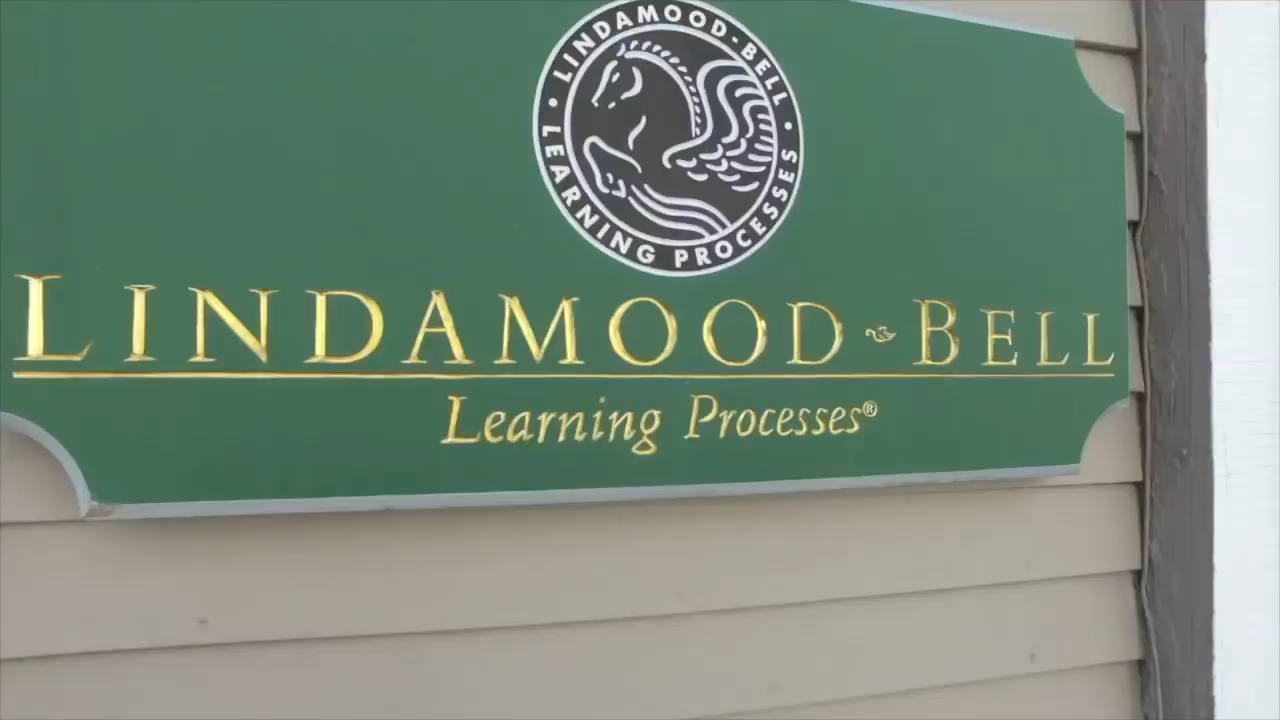 · LINDAMOOD-BELL ·
LEARNING PROCESSES
LINDAMOOD ~ BELL
Learning Processes®